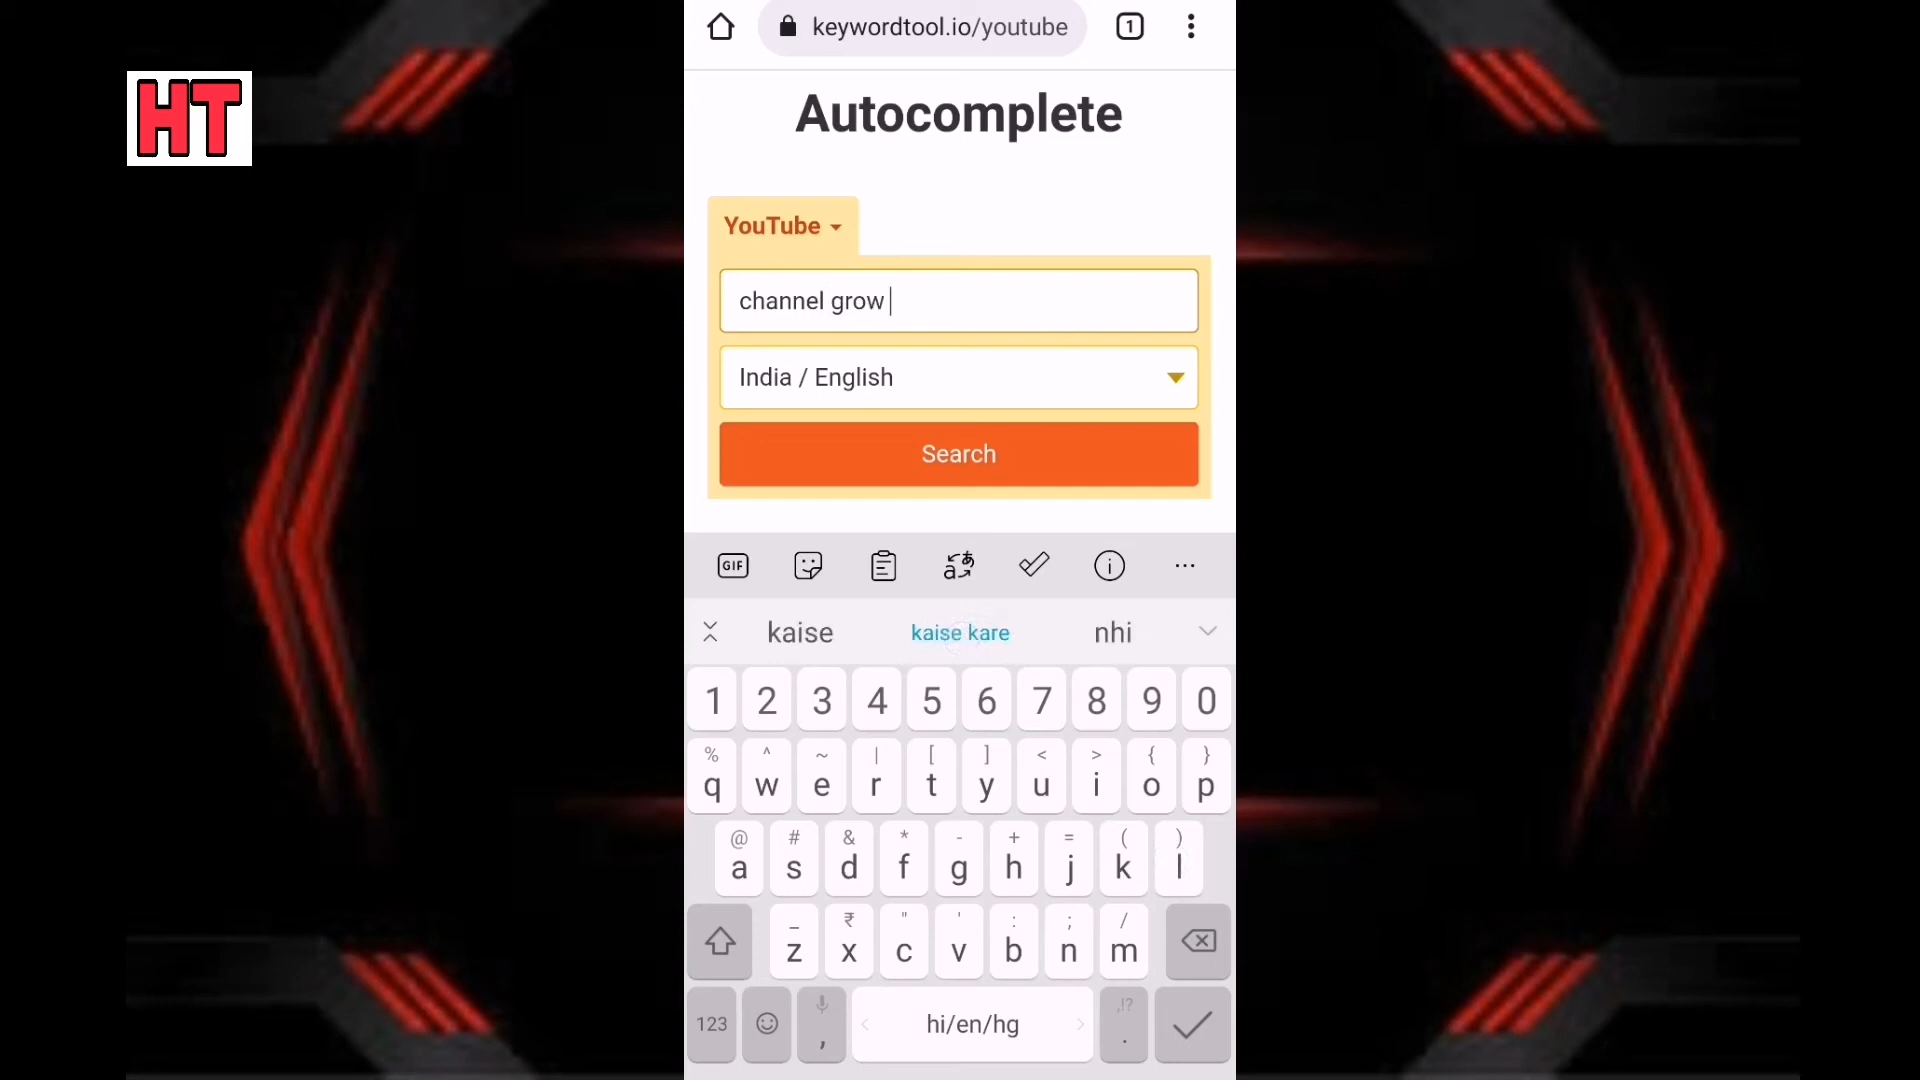 HT
keywordtool.io/youtube
1
Autocomplete
YouTube
channel grow
India / English
Search
GIF
kaise kaise kare nhi
1 2 3 4 5 6 7 8 9 0
% ^ ~ | [ ] < > { }
q w e r t y u i o p
@ # & * - + = ( )
a s d f g h j k l
_ ₹ " ' : ; /
z x c v b n m
,!?
123 , hi/en/hg .